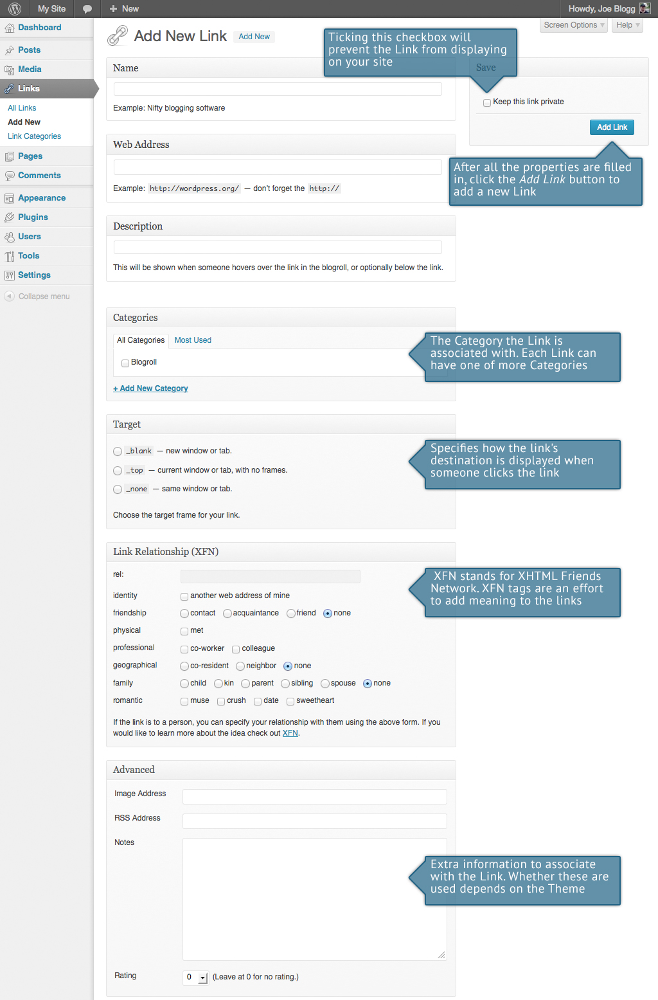 My Site
New
Howdy, Joe Blogg
Screen Options
Help
Dashboard
Posts
Media
Links
All Links
Add New
Link Categories
Pages
Comments
Appearance
Plugins
Users
Tools
Settings
Collapse menu
Add New Link
Add New
Ticking this checkbox will
prevent the Link from displaying
on your site
Name
Example: Nifty blogging software
Save
Keep this link private
Add Link
After all the properties are filled
in, click the Add Link button to
add a new Link
Web Address
Example: http://wordpress.org/ — don't forget the http://
Description
This will be shown when someone hovers over the link in the blogroll, or optionally below the link.
Categories
All Categories
Most Used
Blogroll
+ Add New Category
The Category the Link is
associated with. Each Link can
have one of more Categories
Target
_blank — new window or tab.
_top — current window or tab, with no frames.
_none — same window or tab.
Choose the target frame for your link.
Specifies how the link's
destination is displayed when
someone clicks the link
Link Relationship (XFN)
rel:
identity another web address of mine
friendship contact acquaintance friend none
physical met
professional co-worker colleague
geographical co-resident neighbor none
family child kin parent sibling spouse none
romantic muse crush date sweetheart
If the link is to a person, you can specify your relationship with them using the above form. If you
would like to learn more about the idea check out XFN.
XFN stands for XHTML Friends
Network. XFN tags are an effort
to add meaning to the links
Advanced
Image Address
RSS Address
Notes
Extra information to associate
with the Link. Whether these are
used depends on the Theme
Rating 0 (Leave at 0 for no rating.)